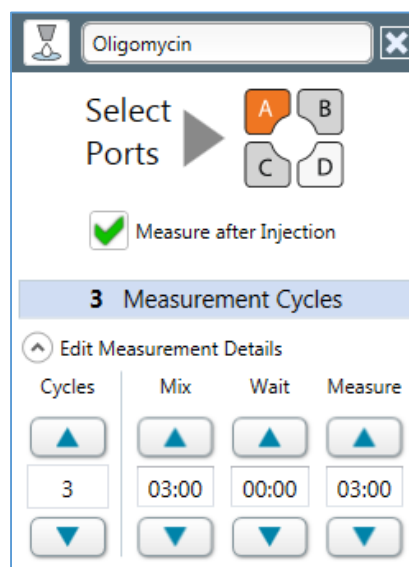 Oligomycin
Select
Ports
A
B
C
D
Measure after Injection
3 Measurement Cycles
Edit Measurement Details
Cycles Mix Wait Measure
3 03:00 00:00 03:00